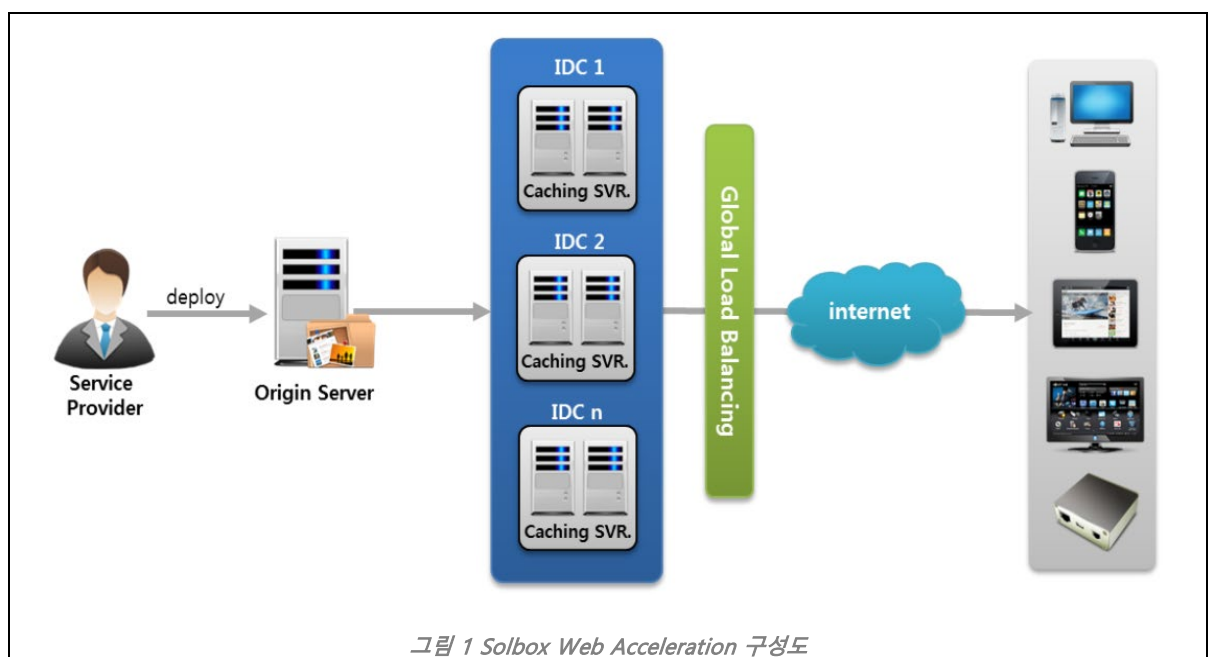 IDC 1
Caching SVR.
IDC 2
Caching SVR.
IDC n
Caching SVR.
deploy
Service
Provider
Origin Server
Global Load Balancing
internet
그림 1 Solbox Web Acceleration 구성도